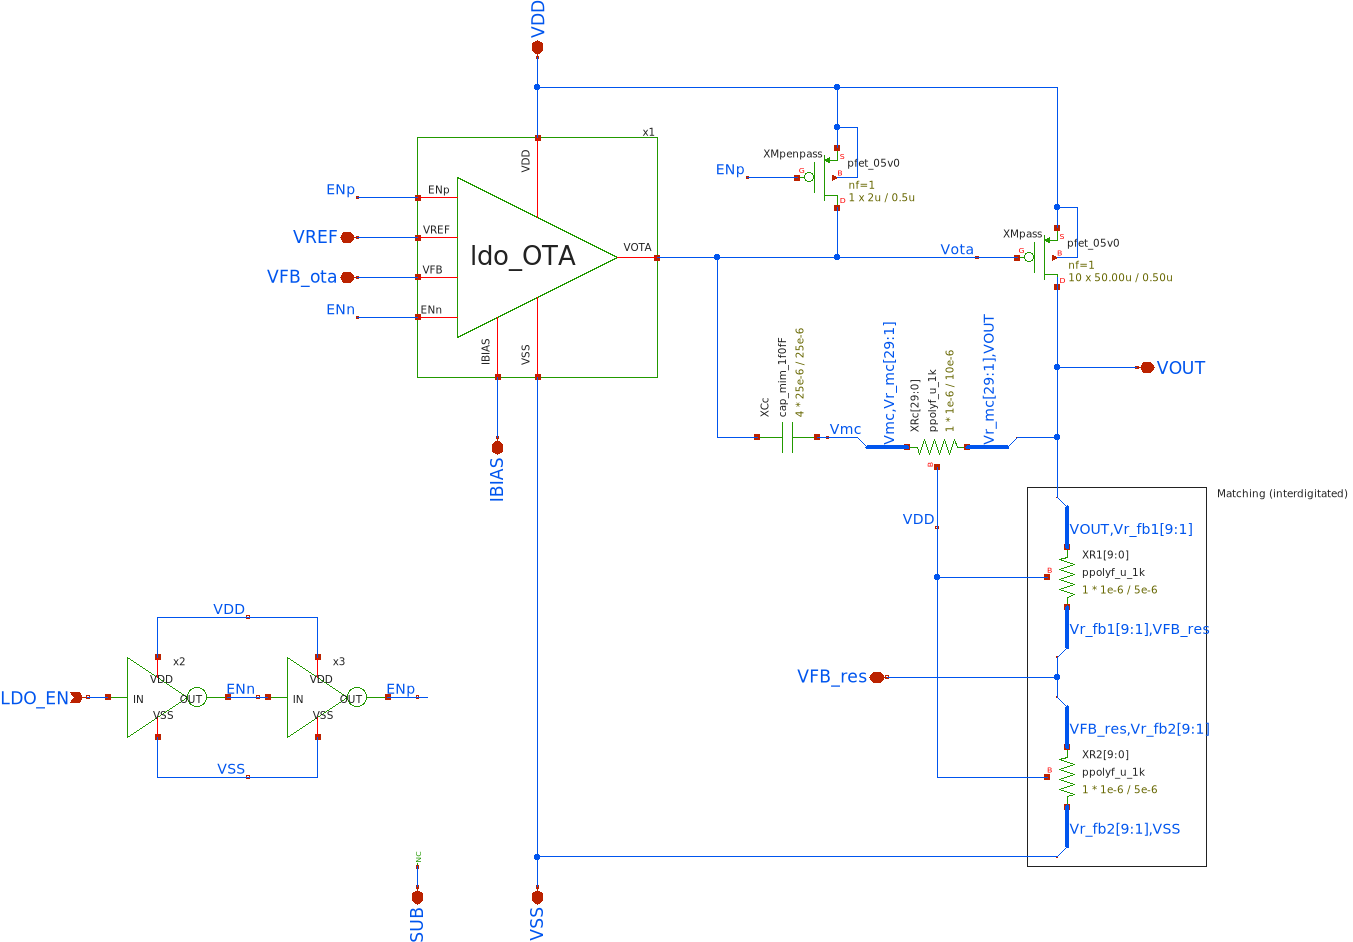 VDD
x1
VDD
ENp
ENp
VREF
VREF
ldo_OTA
VOTA
VFB_ota
VFB
ENn
ENn
IBIAS
VSS
IBIAS
XMpenpass
pfet_05v0
ENp
G
S
B
D
nf=1
1 x 2u / 0.5u
Vota
XMpass
pfet_05v0
G
S
B
D
nf=1
10 x 50.00u / 0.50u
VOUT
XCc
cap_mim_1f0fF
4 * 25e-6 / 25e-6
Vmc
Vmc,Vr_mc[29:1]
XRc[29:0]
ppolyf_u_1k
1 * 1e-6 / 10e-6
Vr_mc[29:1],VOUT
B
VDD
Matching (interdigitated)
VOUT,Vr_fb1[9:1]
B
XR1[9:0]
ppolyf_u_1k
1 * 1e-6 / 5e-6
Vr_fb1[9:1],VFB_res
VFB_res
VFB_res,Vr_fb2[9:1]
B
XR2[9:0]
ppolyf_u_1k
1 * 1e-6 / 5e-6
Vr_fb2[9:1],VSS
VDD
x2
x3
VDD
VDD
LDO_EN
IN
OUT
ENn
IN
OUT
ENp
VSS
VSS
VSS
NC
SUB
VSS